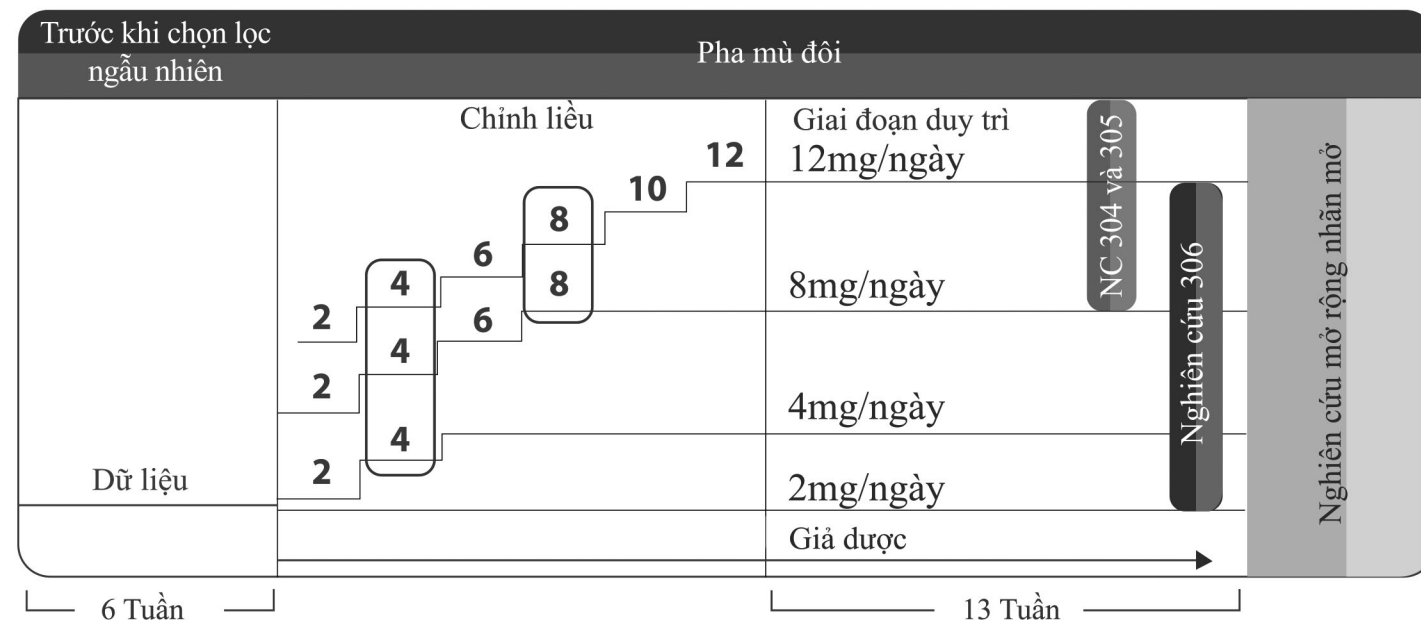 Trước khi chọn lọc
ngẫu nhiên
Pha mù đôi
Chỉnh liều
Giai đoạn duy trì
12 12mg/ngày
10
8
6
4
8
8mg/ngày
2
6
4
2
4mg/ngày
4
2
Dữ liệu
2mg/ngày
Giả dược
NC 304 và 305
Nghiên cứu 306
Nghiên cứu mở rộng nhãn mở
6 Tuần
13 Tuần